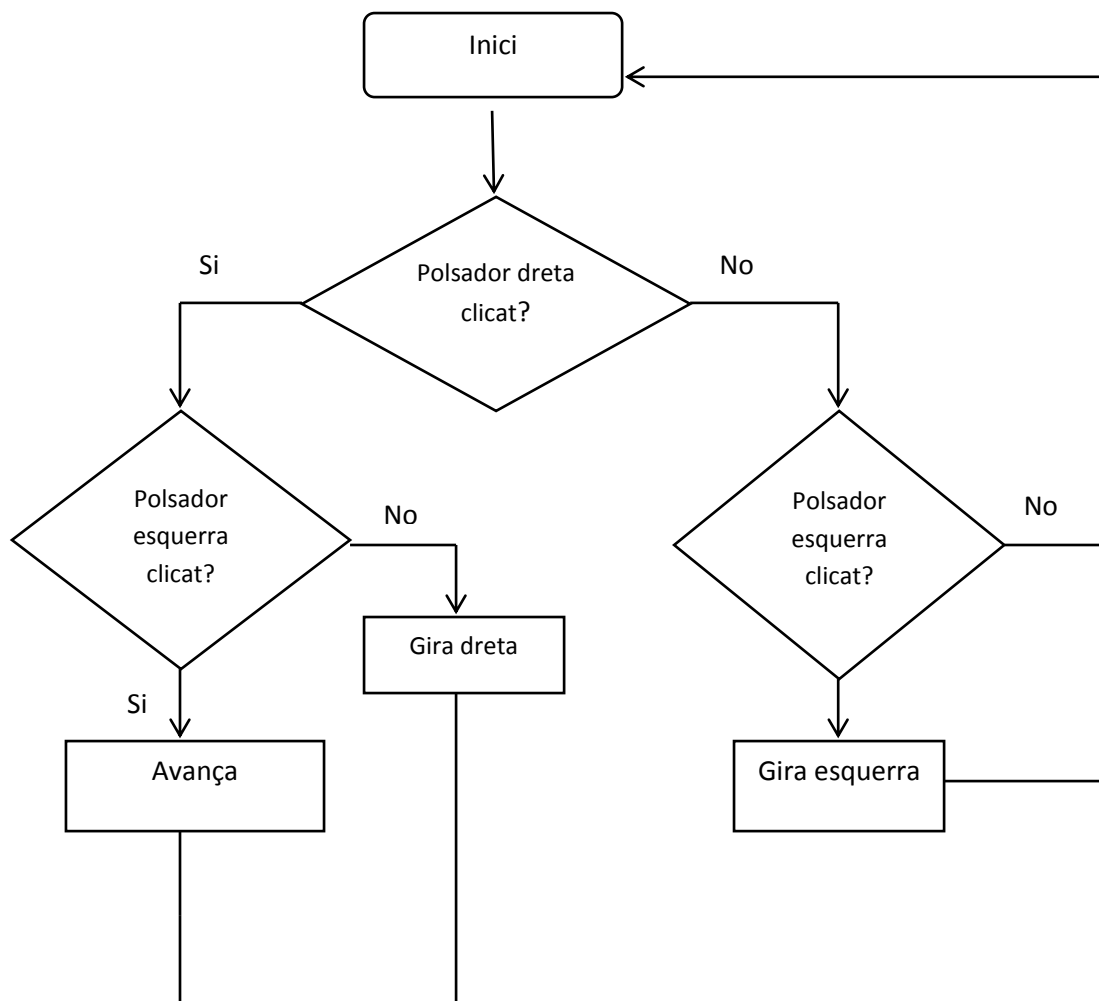 Inici
Si
Polsador dreta
clicat?
No
Polsador
esquerra
clicat?
No
Polsador
esquerra
clicat?
No
Gira dreta
Si
Avança
Gira esquerra